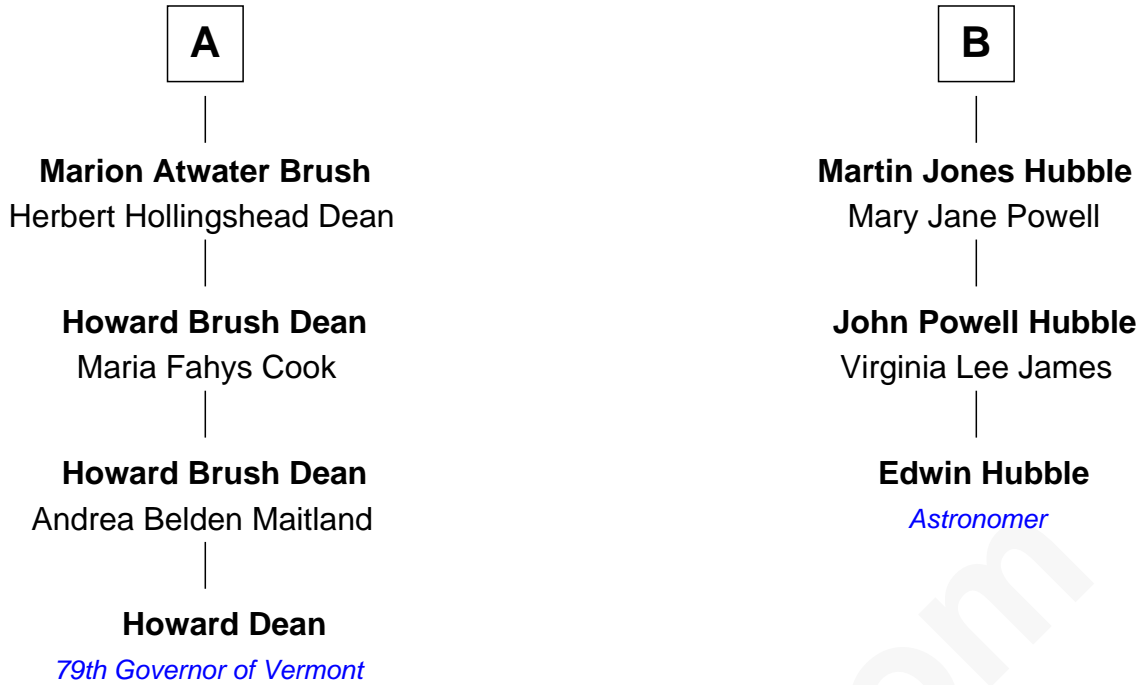 A
Marion Atwater Brush
Herbert Hollingshead Dean
Howard Brush Dean
Maria Fahys Cook
Howard Brush Dean
Andrea Belden Maitland
Howard Dean
79th Governor of Vermont
B
Martin Jones Hubble
Mary Jane Powell
John Powell Hubble
Virginia Lee James
Edwin Hubble
Astronomer
om